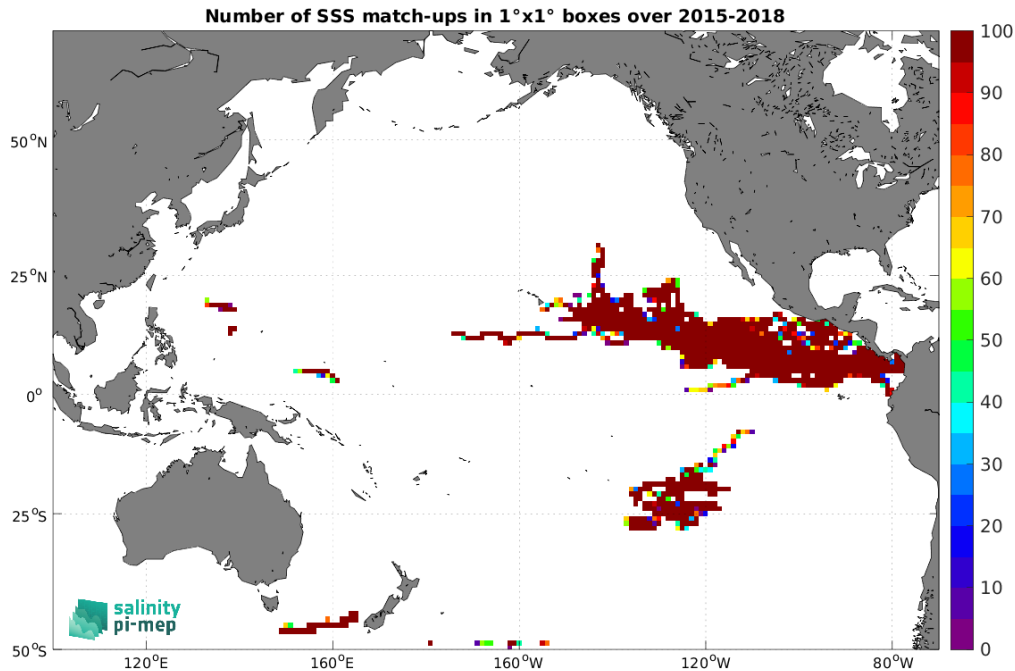 Number of SSS match-ups in 1°x1° boxes over 2015-2018
50°N
25°N
0°
25°S
50°S
120°E
160°E
160°W
120°W
80°W
100
90
80
70
60
50
40
30
20
10
0
salinity
pi-mep